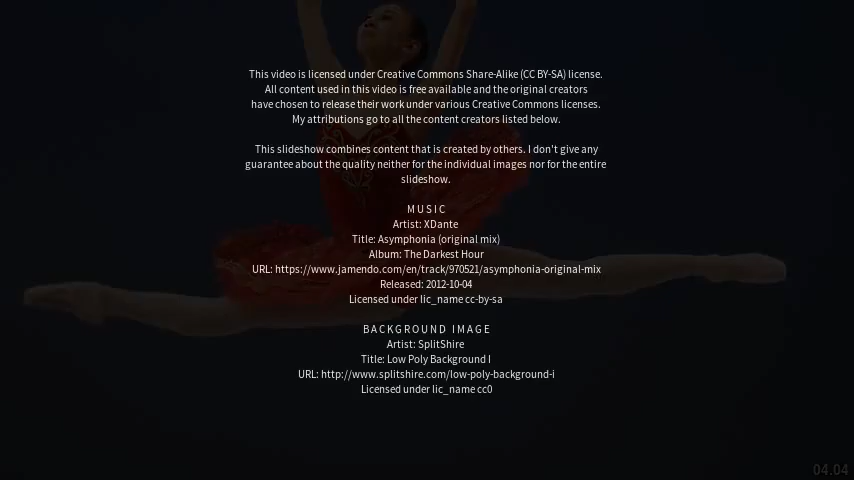 This video is licensed under Creative Commons Share-Alike (CC BY-SA) license.
All content used in this video is free available and the original creators
have chosen to release their work under various Creative Commons licenses.
My attributions go to all the content creators listed below.
This slideshow combines content that is created by others. I don't give any
guarantee about the quality neither for the individual images nor for the entire
slideshow.
MUSIC
Artist: XDante
Title: Asymphonia (original mix)
Album: The Darkest Hour
URL: https://www.jamendo.com/en/track/970521/asymphonia-original-mix
Released: 2012-10-04
Licensed under lic_name cc-by-sa
BACKGROUND IMAGE
Artist: SplitShire
Title: Low Poly Background I
URL: http://www.splitshire.com/low-poly-background-i
Licensed under lic_name cc0
04.04